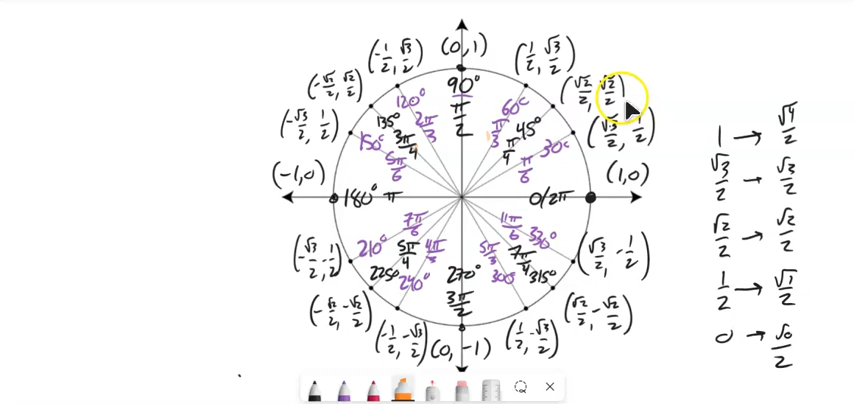 (0, 1)
(-1/2, √3/2)
(1/2, √3/2)
(-√2/2, √2/2)
90°
(√2/2, √2/2)
120°
π/2
60°
135°
2π/3
π/3
45°
(-√3/2, 1/2)
3π/4
π/4
(√3/2, 1/2)
150°
30°
5π/6
π/6
(-1, 0)
180° π
0/2π
(1, 0)
7π/6
11π/6
210°
5π/4
4π/3
5π/3
7π/4
330°
(-√3/2, -1/2)
225°
240°
270°
300°
315°
(√3/2, -1/2)
3π/2
(-√2/2, -√2/2)
(√2/2, -√2/2)
(-1/2, -√3/2)
(0, -1)
(1/2, -√3/2)
1 → √4/2
√3/2 → √3/2
√2/2 → √2/2
1/2 → √1/2
0 → √0/2